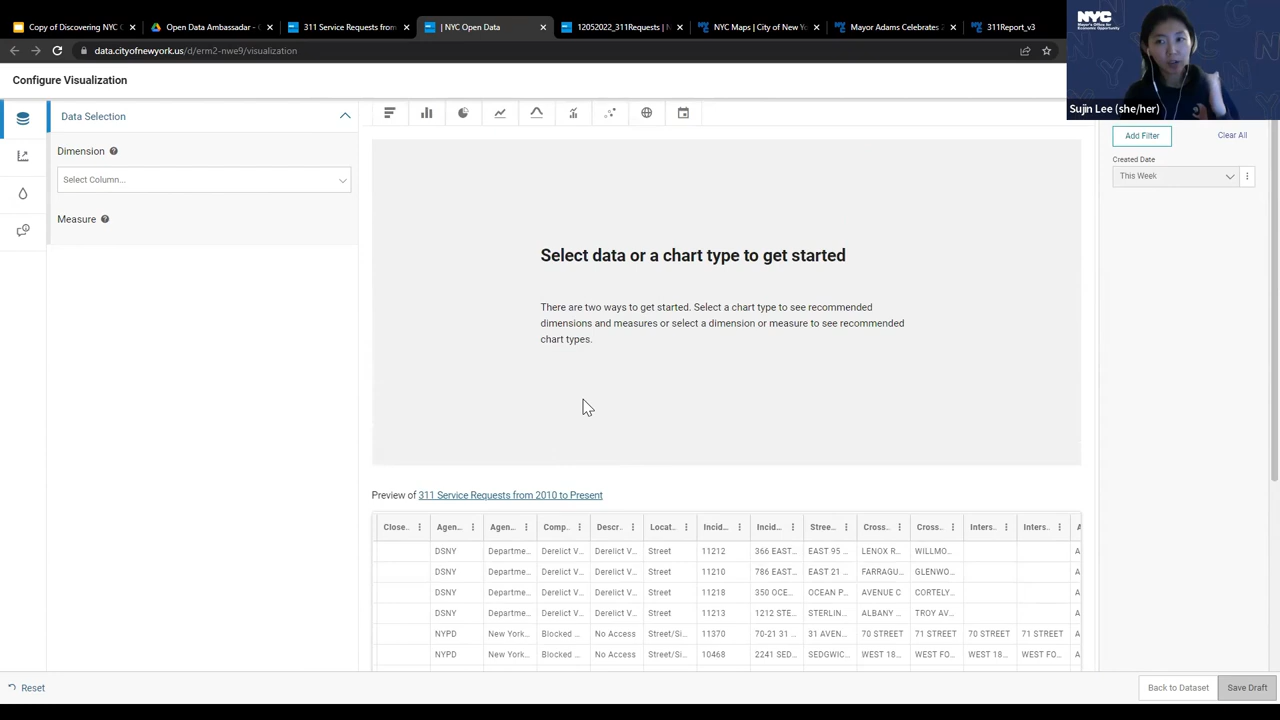 Copy of Discovering NYC
Open Data Ambassadar - G
311 Service Requests from
| NYC Open Data
12052022_311Requests | N
NYC Maps | City of New Yo
Mayor Adams Celebrates
311Report_v3
data.cityofnewyork.us/d/erm2-nwe9/visualization
NYC
Mayor's Office for
Economic Opportunity
Sujin Lee (she/her)
Configure Visualization
Data Selection
Dimension
Select Column...
Measure
Add Filter
Clear All
Created Date
This Week
Select data or a chart type to get started
There are two ways to get started. Select a chart type to see recommended
dimensions and measures or select a dimension or measure to see recommended
chart types.
Preview of 311 Service Requests from 2010 to Present
Close.. Agen... Agen... Comp... Descr... Locat... Incid... Incid... Stree... Cross... Cross... Inters... Inters... A
DSNY Departme... Derelict V... Derelict V... Street 11212 366 EAST... EAST 95 ... LENOX R... WILLMO... A
DSNY Departme... Derelict V... Derelict V... Street 11210 786 EAST... EAST 21 ... FARRAGU... GLENWO... A
DSNY Departme... Derelict V... Derelict V... Street 11218 350 OCE... OCEAN P... AVENUE C CORTELY... A
DSNY Departme... Derelict V... Derelict V... Street 11213 1212 STE... STERLIN... ALBANY ... TROY AV... A
NYPD New York... Blocked ... No Access Street/Si... 11370 70-21 31 ... 31 AVEN... 70 STREET 71 STREET 70 STREET 71 STREET A
NYPD New York... Blocked ... No Access Street/Si... 10468 2241 SED... SEDGWIC... WEST 18... WEST FO... WEST 18... WEST FO... A
Reset
Back to Dataset
Save Draft